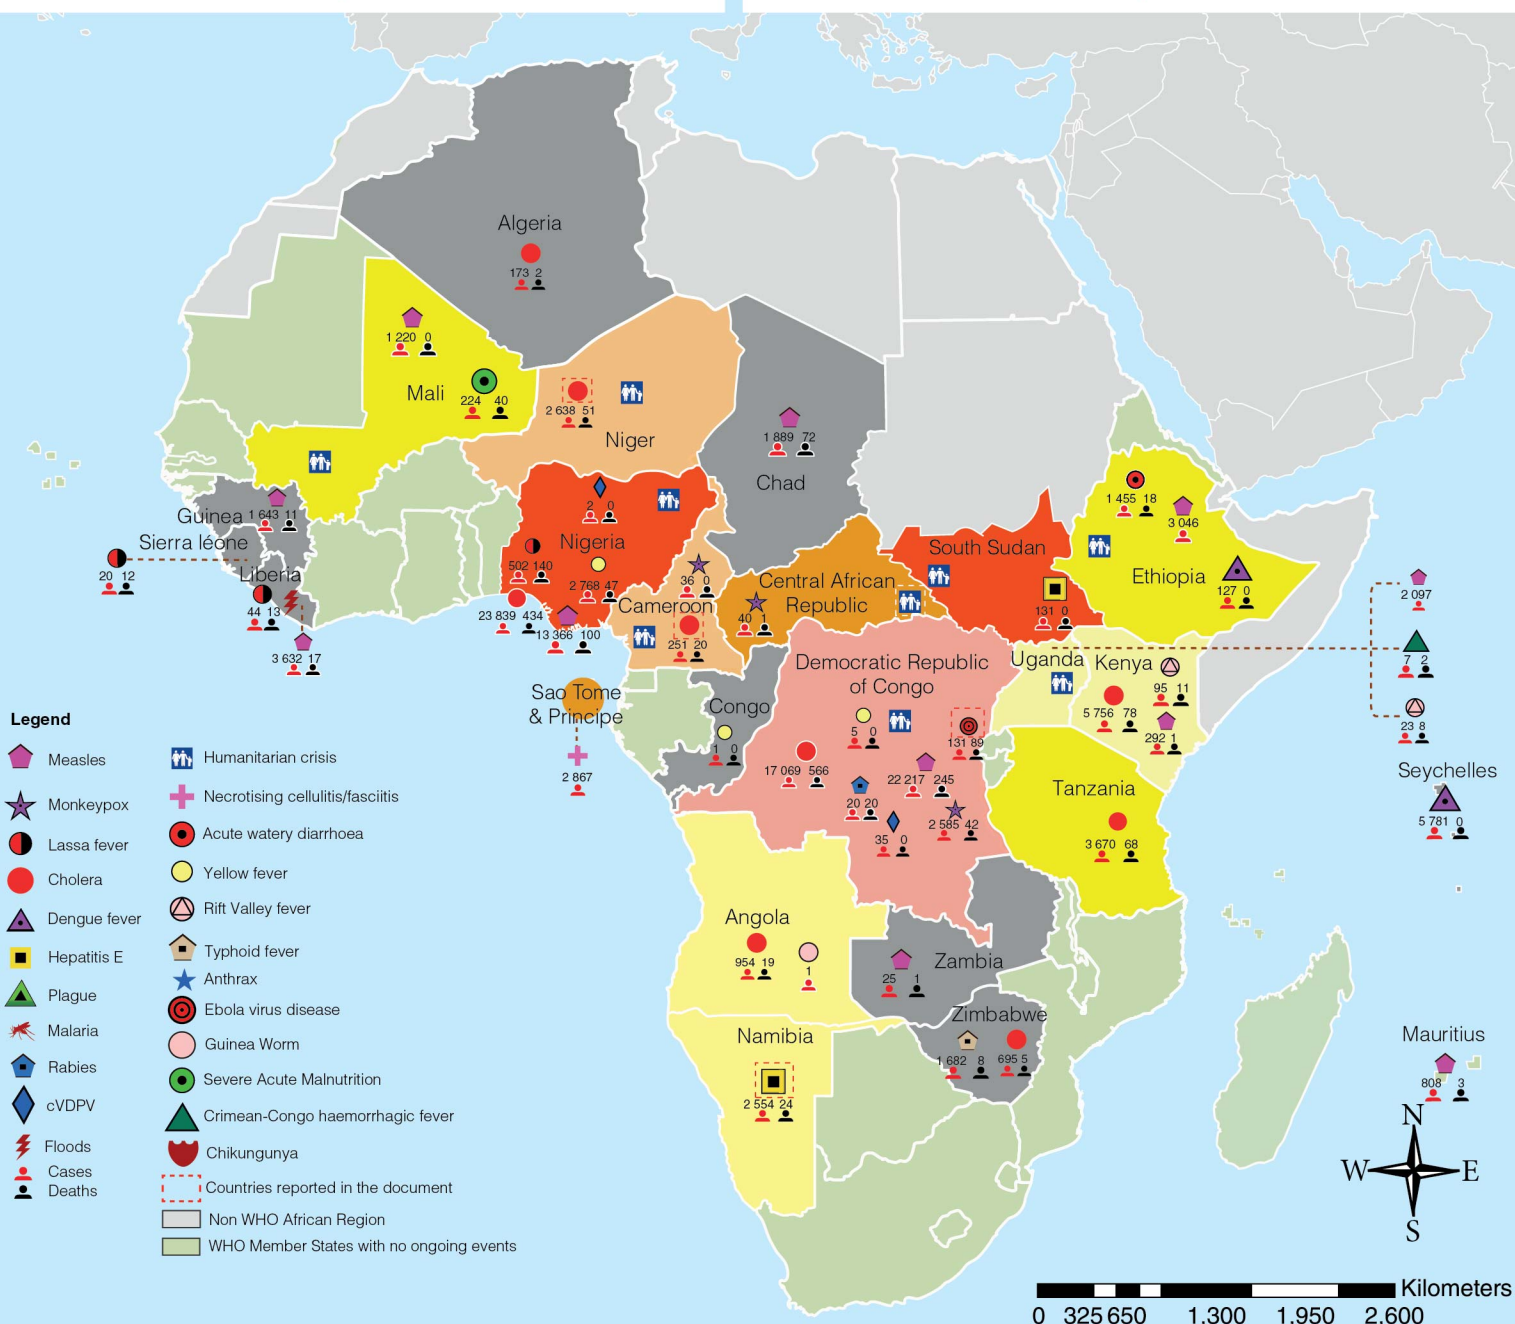 Algeria
173 2
1 220 0
Mali
224 40
2 638 51
Niger
1 889 72
Chad
Guinea
1 643 11
Sierra léone
20 12
Liberia
44 13
3 632 17
2 0
Nigeria
502 140
2 768 47
23 839 434
13 366 100
36 0
Cameroon
251 20
Central African
Republic
40 1
South Sudan
131 0
1 455 18
3 046
Ethiopia
127 0
2 097
7 2
23 8
Uganda
Kenya
95 11
5 756 78
292 1
Democratic Republic
of Congo
5 0
131 89
17 069 566
22 217 245
20 20
2 585 42
35 0
Sao Tome
& Principe
2 867
Congo
1 0
Tanzania
3 670 68
Seychelles
5 781 0
Angola
954 19
1
Zambia
25 1
Zimbabwe
1 682 8
695 5
Namibia
2 554 24
Mauritius
808 3
Legend
Measles
Monkeypox
Lassa fever
Cholera
Dengue fever
Hepatitis E
Plague
Malaria
Rabies
cVDPV
Floods
Cases
Deaths
Humanitarian crisis
Necrotising cellulitis/fasciitis
Acute watery diarrhoea
Yellow fever
Rift Valley fever
Typhoid fever
Anthrax
Ebola virus disease
Guinea Worm
Severe Acute Malnutrition
Crimean-Congo haemorrhagic fever
Chikungunya
Countries reported in the document
Non WHO African Region
WHO Member States with no ongoing events
N
W E
S
Kilometers
0 325 650 1.300 1.950 2.600